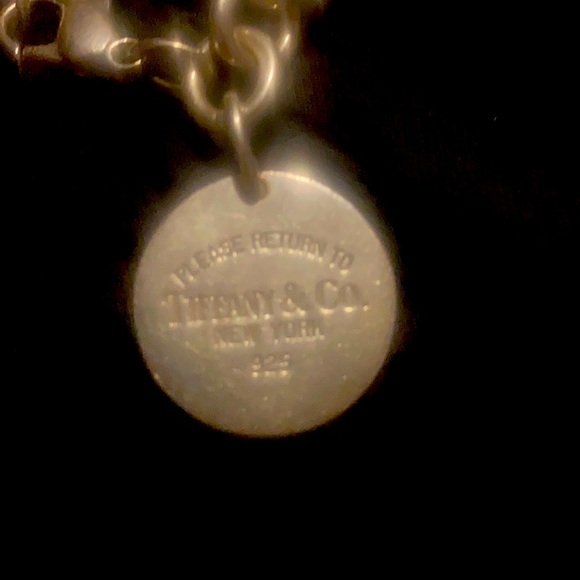 PLEASE RETURN TO
TIFFANY & CO.
NEW YORK
925